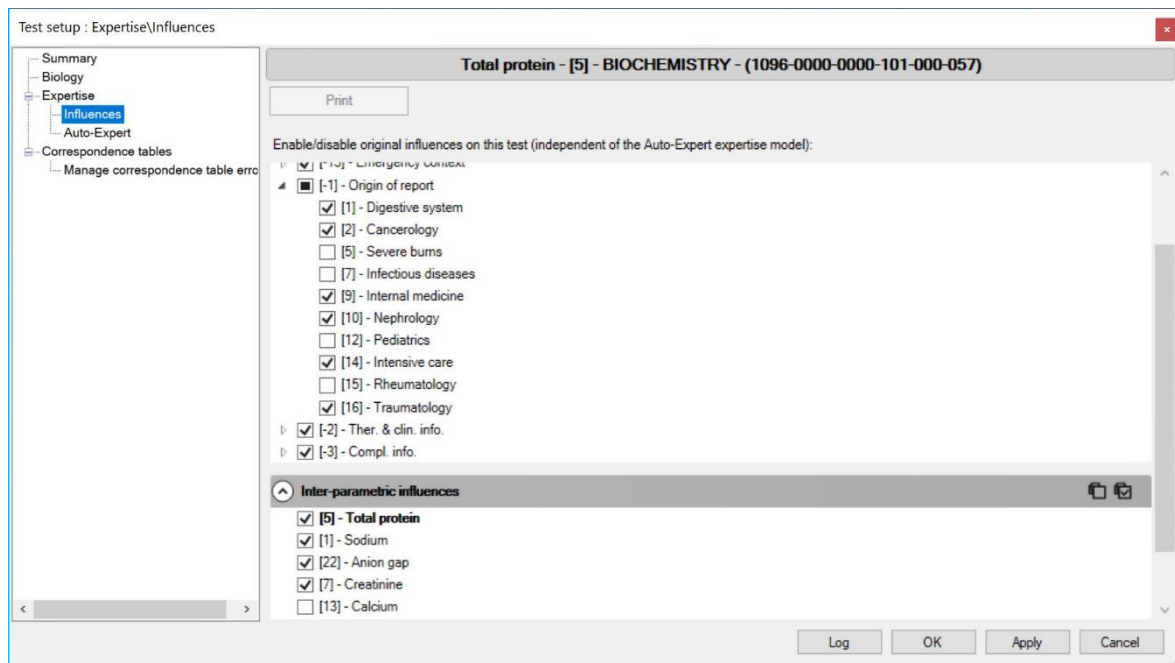 Test setup : Expertise\Influences
Summary
Biology
Expertise
Influences
Auto-Expert
Correspondence tables
Manage correspondence table erro
Total protein - [5] - BIOCHEMISTRY - (1096-0000-0000-101-000-057)
Print
Enable/disable original influences on this test (independent of the Auto-Expert expertise model):
[-13] - Emergency context
[-1] - Origin of report
[1] - Digestive system
[2] - Cancerology
[5] - Severe burns
[7] - Infectious diseases
[9] - Internal medicine
[10] - Nephrology
[12] - Pediatrics
[14] - Intensive care
[15] - Rheumatology
[16] - Traumatology
[-2] - Ther. & clin. info.
[-3] - Compl. info.
Inter-parametric influences
[5] - Total protein
[1] - Sodium
[22] - Anion gap
[7] - Creatinine
[13] - Calcium
Log OK Apply Cancel